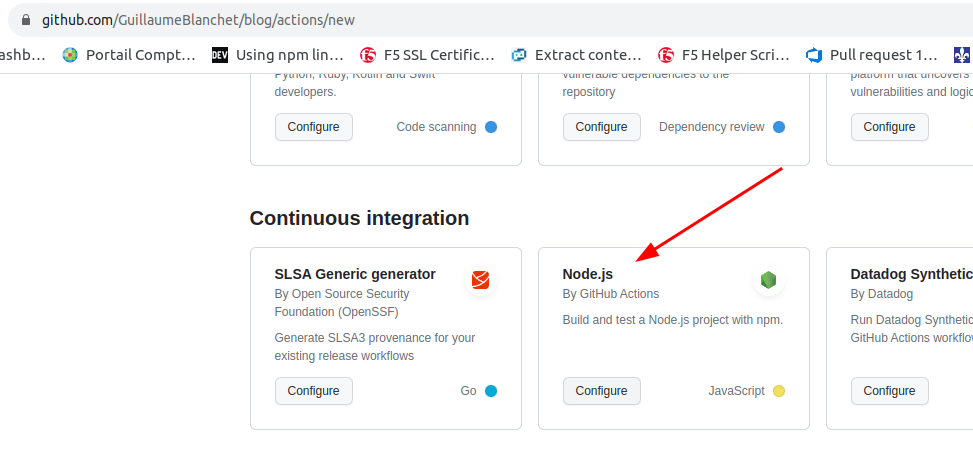 github.com/GuillaumeBlanchet/blog/actions/new
ashb... Portail Compt... DEV Using npm lin... F5 SSL Certific... Extract conte... F5 Helper Scri... Pull request 1...
Python, Ruby, Kotlin and Swift
developers.
Configure Code scanning
vulnerable dependencies to the
repository
Configure Dependency review
platform that uncovers
vulnerabilities and logic
Configure
Continuous integration
SLSA Generic generator
By Open Source Security
Foundation (OpenSSF)
Generate SLSA3 provenance for your
existing release workflows
Configure Go
Node.js
By GitHub Actions
Build and test a Node.js project with npm.
Configure JavaScript
Datadog Synthetic
By Datadog
Run Datadog Synthetic
GitHub Actions workflow
Configure